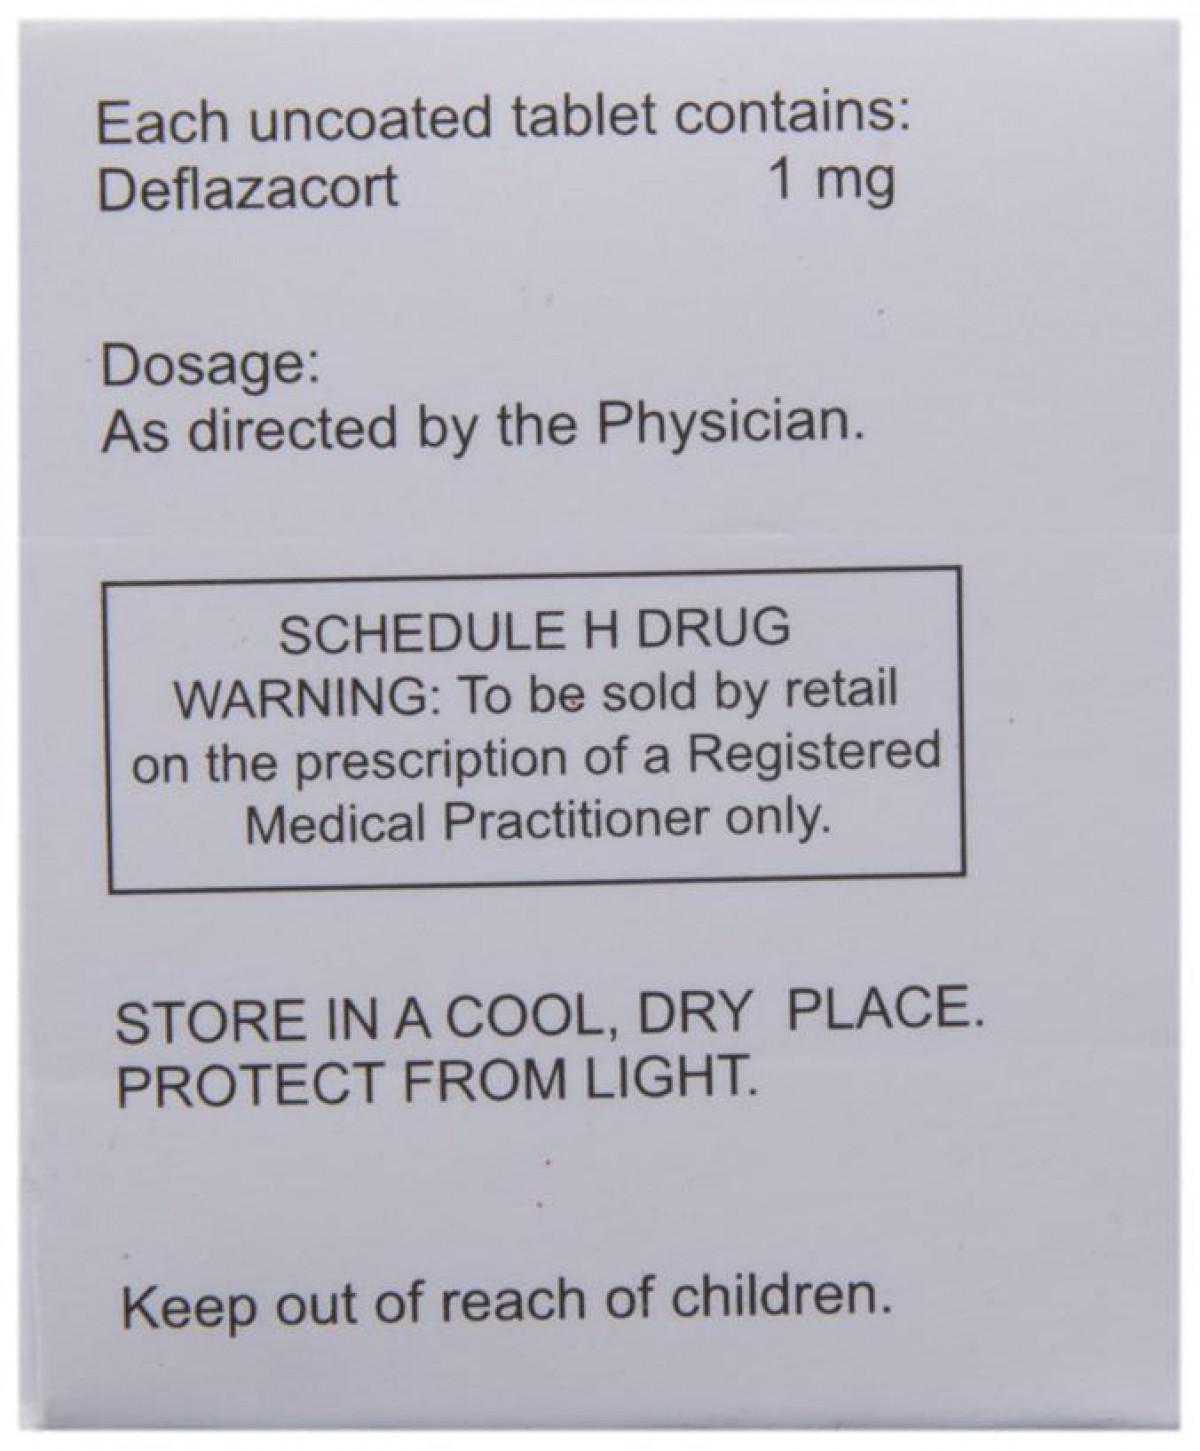 Each uncoated tablet contains:
Deflazacort 1 mg
Dosage:
As directed by the Physician.
SCHEDULE H DRUG
WARNING: To be sold by retail
on the prescription of a Registered
Medical Practitioner only.
STORE IN A COOL, DRY PLACE.
PROTECT FROM LIGHT.
Keep out of reach of children.